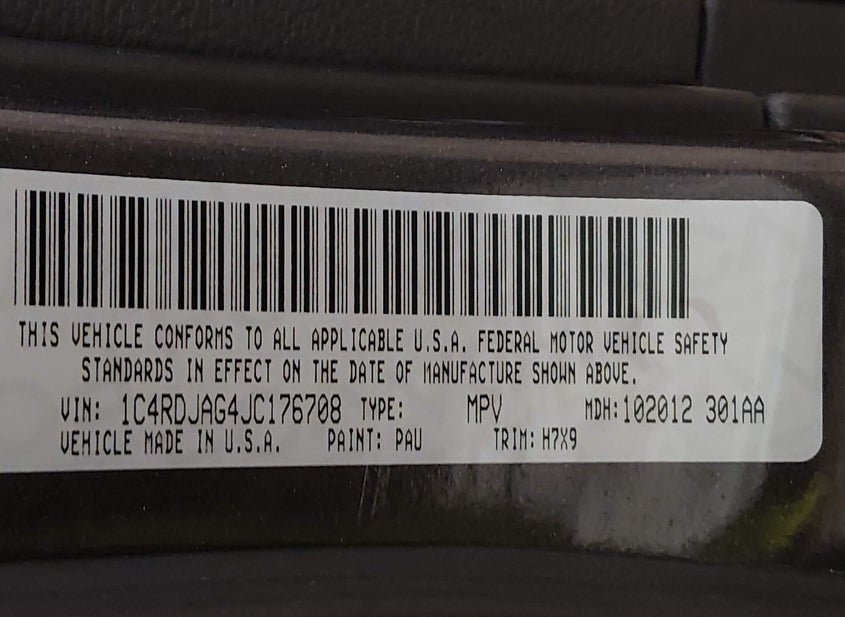 THIS VEHICLE CONFORMS TO ALL APPLICABLE U.S.A. FEDERAL MOTOR VEHICLE SAFETY
STANDARDS IN EFFECT ON THE DATE OF MANUFACTURE SHOWN ABOVE.
VIN: 1C4RDJAG4JC176708 TYPE: MPV MDH:102012 301AA
VEHICLE MADE IN U.S.A. PAINT: PAU TRIM: H7X9